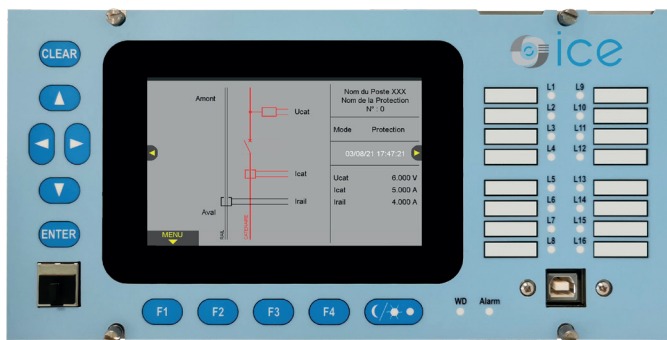 ice
CLEAR
ENTER
Amont
Ucat
Icat
Irail
Aval
RAIL
MENU
Nom du Poste XXX
Nom de la Protection
N° : 0
Mode Protection
03/08/21 17:47:21
Ucat 6.000 V
Icat 5.000 A
Irail 4.000 A
L1 L9
L2 L10
L3 L11
L4 L12
L5 L13
L6 L14
L7 L15
L8 L16
F1 F2 F3 F4
WD Alarm